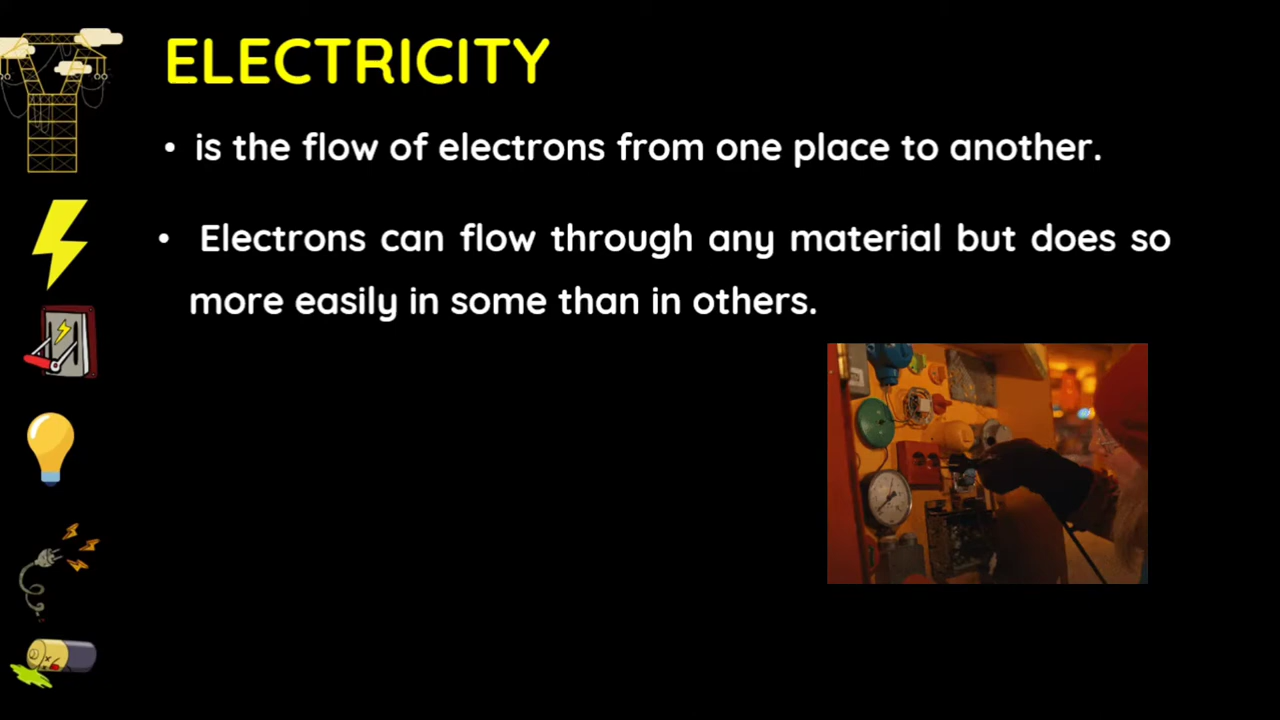 ELECTRICITY
• is the flow of electrons from one place to another.
• Electrons can flow through any material but does so
more easily in some than in others.